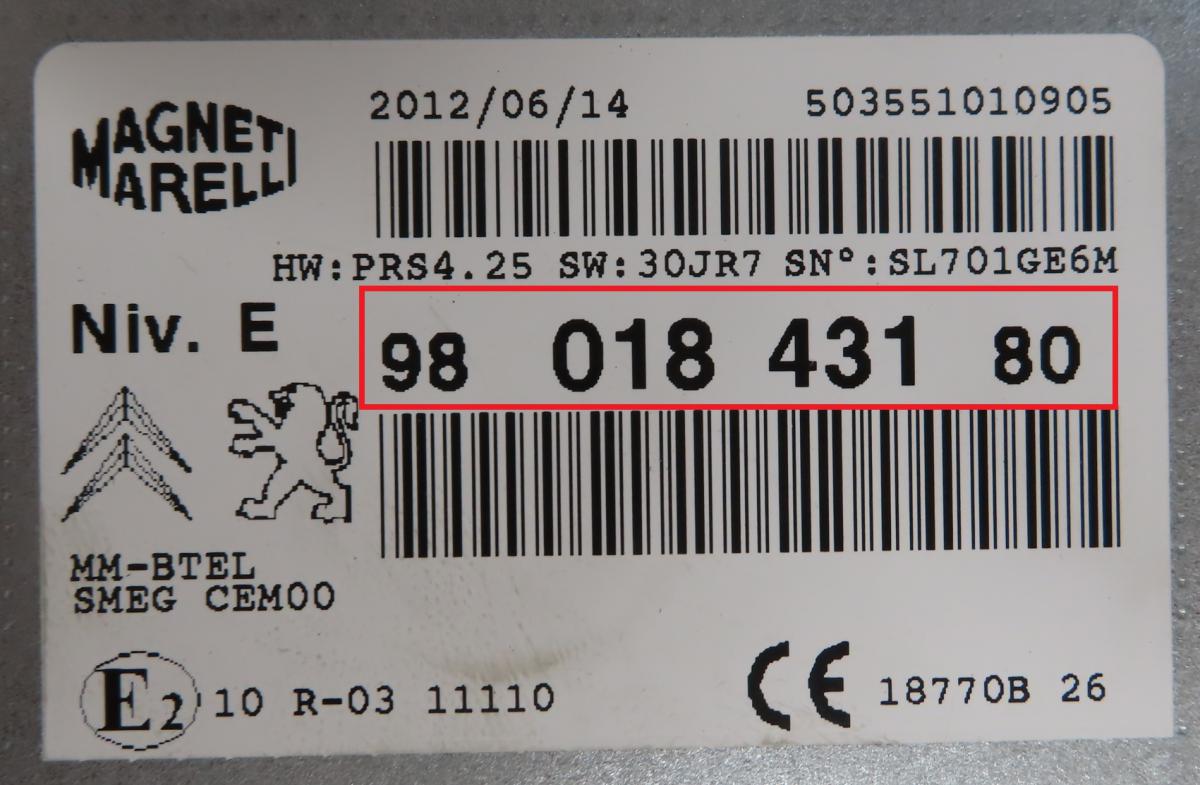 MAGNETI
MARELLI
2012/06/14 503551010905
HW:PRS4.25 SW:30JR7 SN°:SL701GE6M
Niv. E 98 018 431 80
MM-BTEL
SMEG CEM00
E2 10 R-03 11110 CE 18770B 26